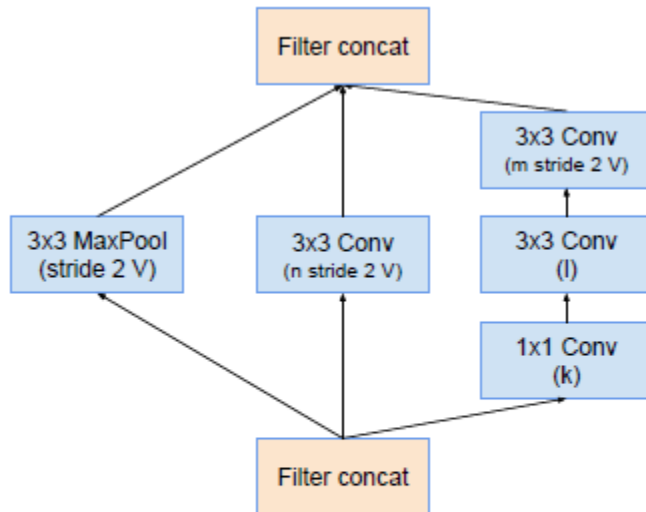 Filter concat
3x3 Conv
(m stride 2 V)
3x3 MaxPool
(stride 2 V)
3x3 Conv
(n stride 2 V)
3x3 Conv
(l)
1x1 Conv
(k)
Filter concat